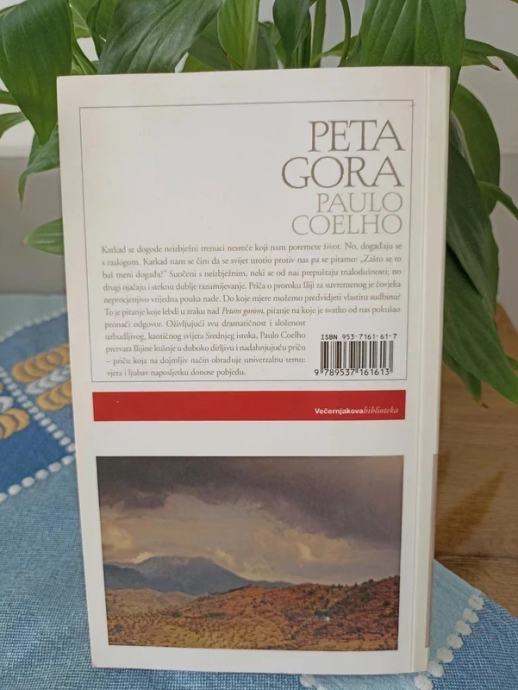 PETA
GORA
PAULO
COELHO
Katkad se dogode neizbježni trenuci nesreće koji nam poremete život. No, događaju se
s razlogom. Katkad nam se čini da se svijet urotio protiv nas pa se pitamo: „Zašto se to
baš meni događa?" Suočeni s neizbježnim, neki se od nas prepuštaju malodušnosti, no
drugi ojačaju i steknu dublje razumijevanje. Priča o proroku Iliji za suvremenog je čovjeka
neprocjenjivo vrijedna pouka nade. Do koje mjere možemo predvidjeti vlastitu sudbinu?
To je pitanje koje lebdi u zraku nad Petom gorom, pitanje na koje je svatko od nas pokušao
pronaći odgovor. Oživljujući svu dramatičnost i složenost
uzbudljivog, kaotičnog svijeta Srednjeg istoka, Paulo Coelho
pretvara Ilijine kušnje u duboko dirljivu i nadahnjujuću priču
– priču koja na dojmljiv način obrađuje univerzalnu temu:
vjera i ljubav naposljetku donose pobjedu.
ISBN 953-7161-61-7
9 789537 161613
Večernjakova biblioteka